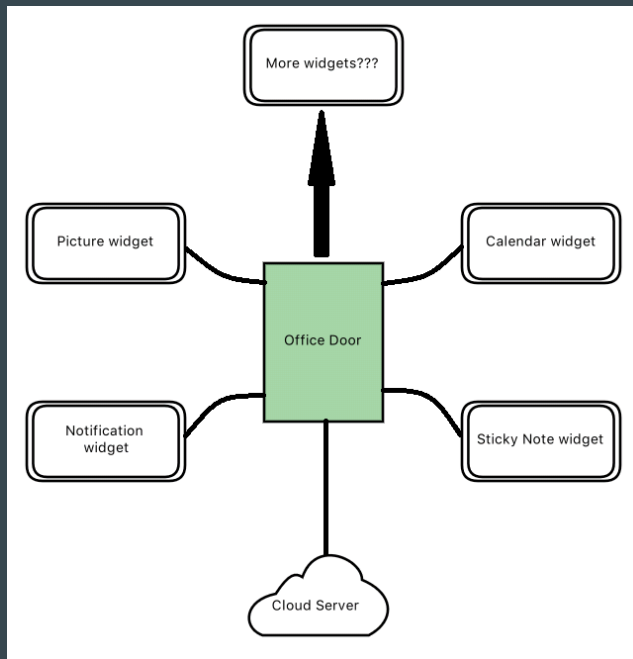 More widgets???
Picture widget
Calendar widget
Office Door
Notification
widget
Sticky Note widget
Cloud Server